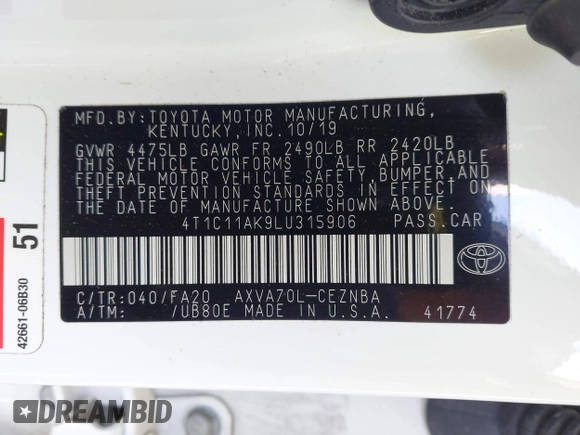 MFD.BY:TOYOTA MOTOR MANUFACTURING,
KENTUCKY,INC.10/19
GVWR 4475LB GAWR FR 2490LB RR 2420LB
THIS VEHICLE CONFORMS TO ALL APPLICABLE
FEDERAL MOTOR VEHICLE SAFETY, BUMPER,AND
THEFT PREVENTION STANDARDS IN EFFECT ON
THE DATE OF MANUFACTURE SHOWN ABOVE.
4T1C11AK9LU315906 PASS.CAR
C/TR:040/FA20 AXVA70L-CEZNBA
A/TM: /UB80E MADE IN U.S.A. 41774
TOYOTA
51
42661-06B30
DREAMBID